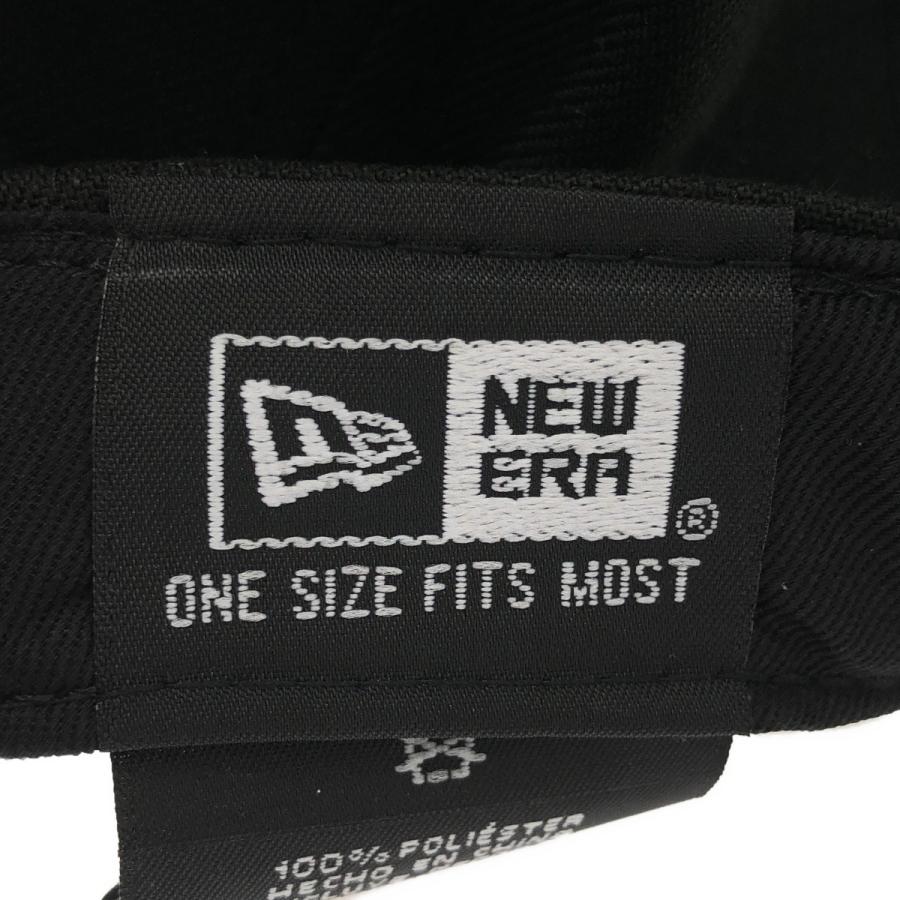 NEW
ERA
®
ONE SIZE FITS MOST
100% POLIÉSTER
HECHO EN CHINA